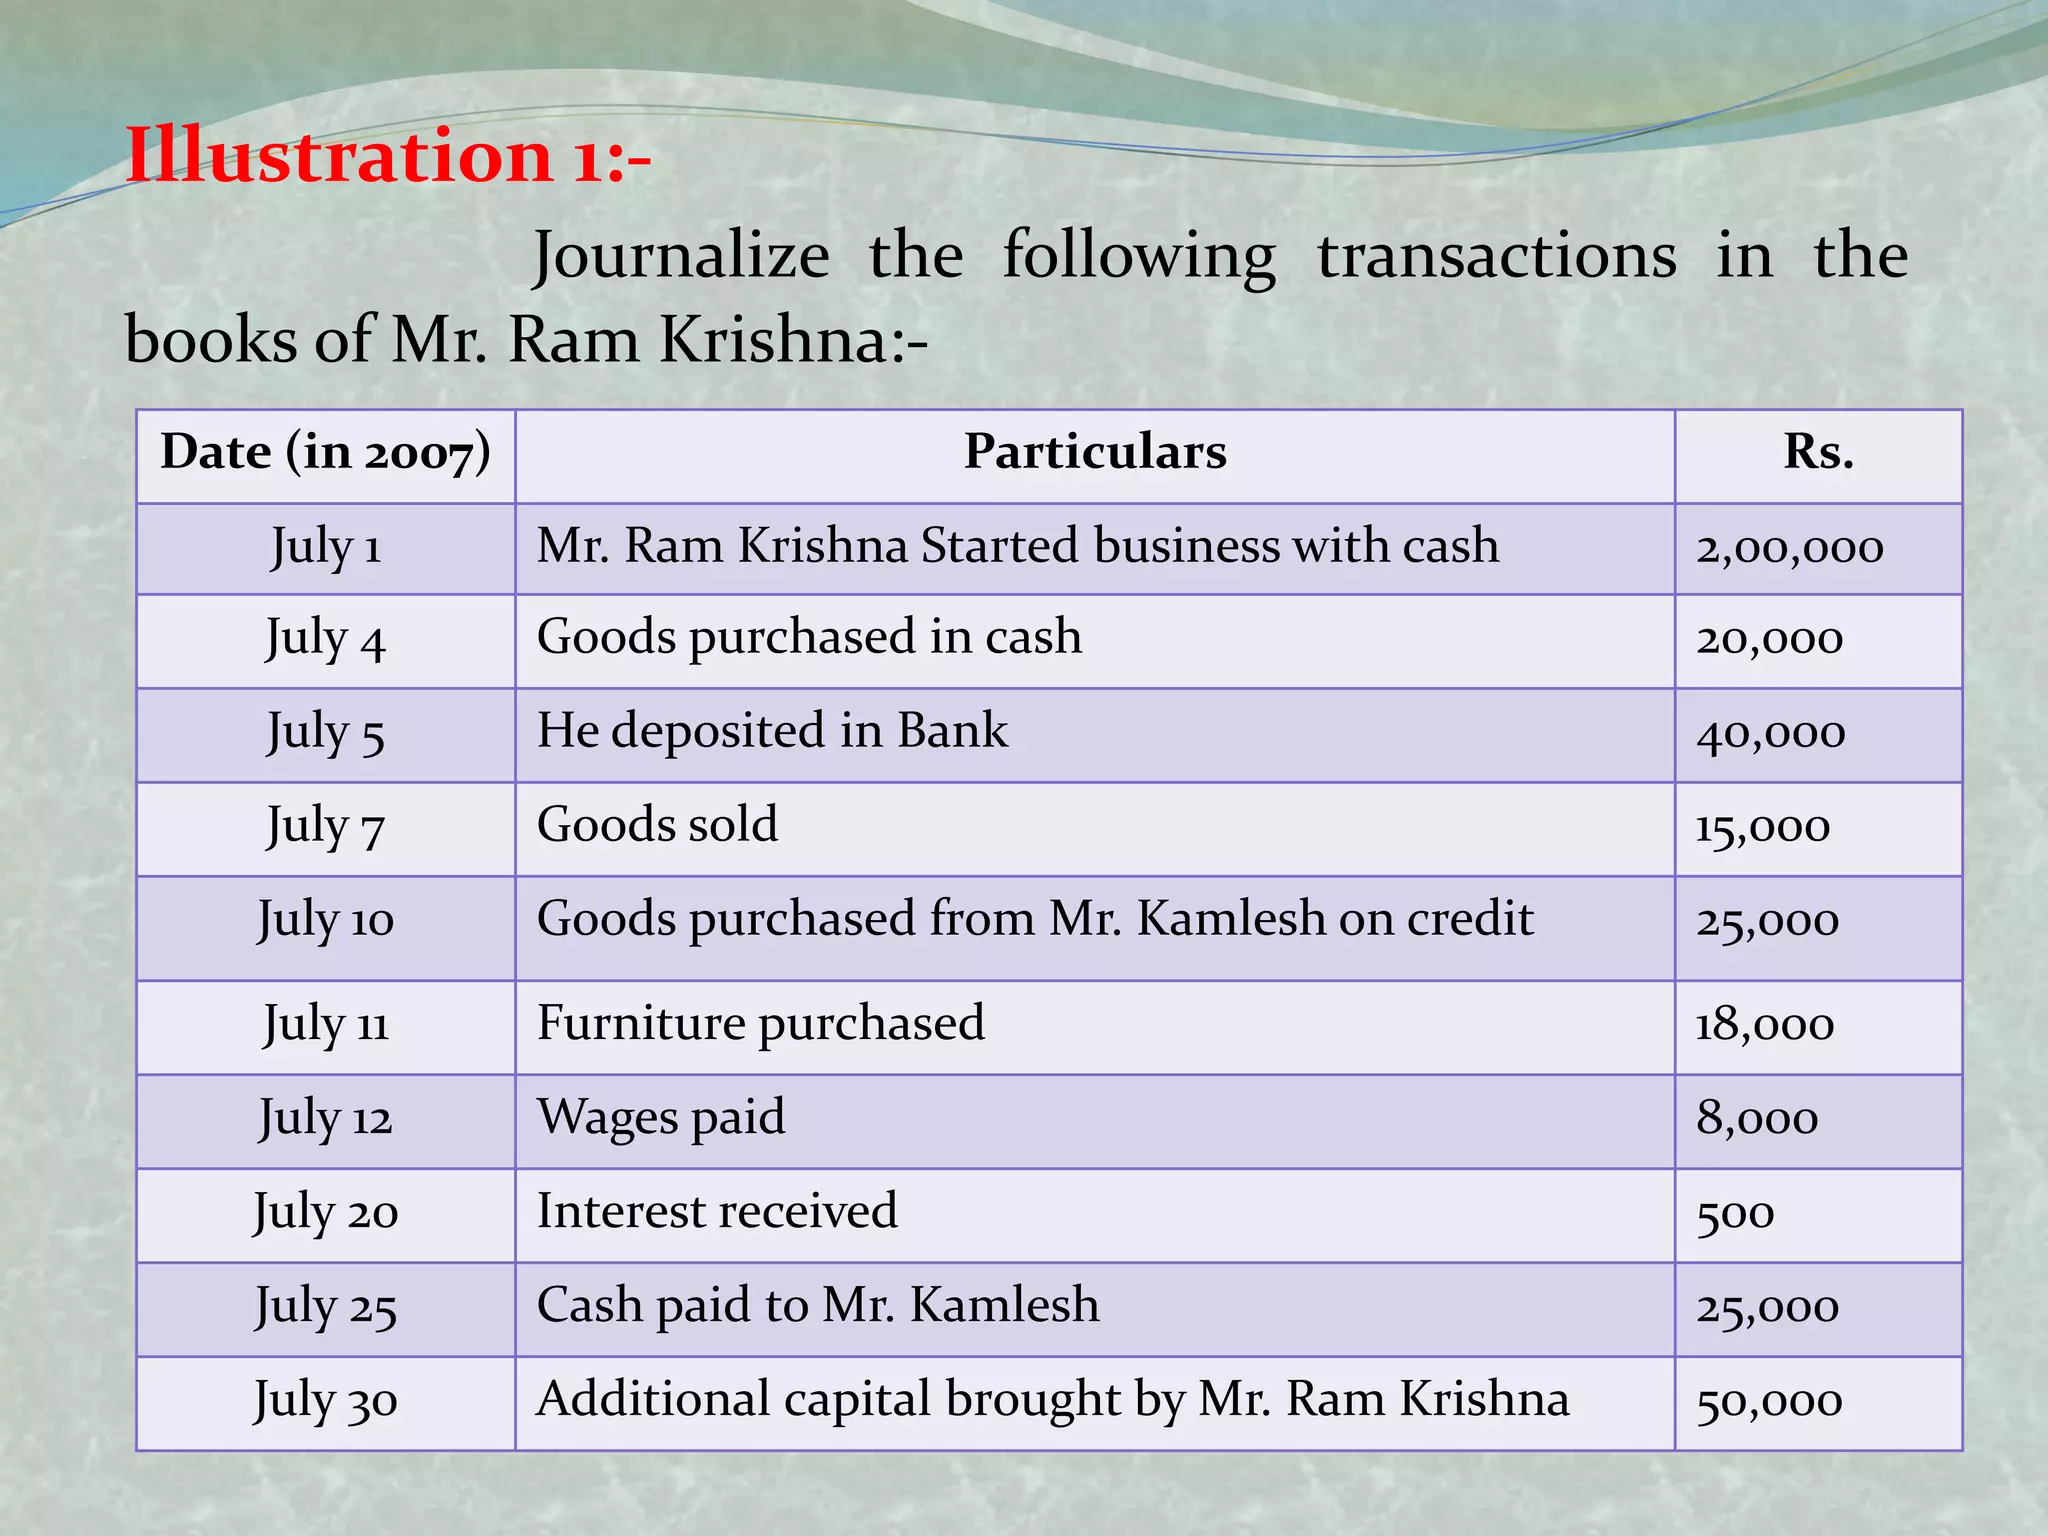 Illustration 1:-
Journalize the following transactions in the
books of Mr. Ram Krishna:-
Date (in 2007) Particulars Rs.
July 1 Mr. Ram Krishna Started business with cash 2,00,000
July 4 Goods purchased in cash 20,000
July 5 He deposited in Bank 40,000
July 7 Goods sold 15,000
July 10 Goods purchased from Mr. Kamlesh on credit 25,000
July 11 Furniture purchased 18,000
July 12 Wages paid 8,000
July 20 Interest received 500
July 25 Cash paid to Mr. Kamlesh 25,000
July 30 Additional capital brought by Mr. Ram Krishna 50,000